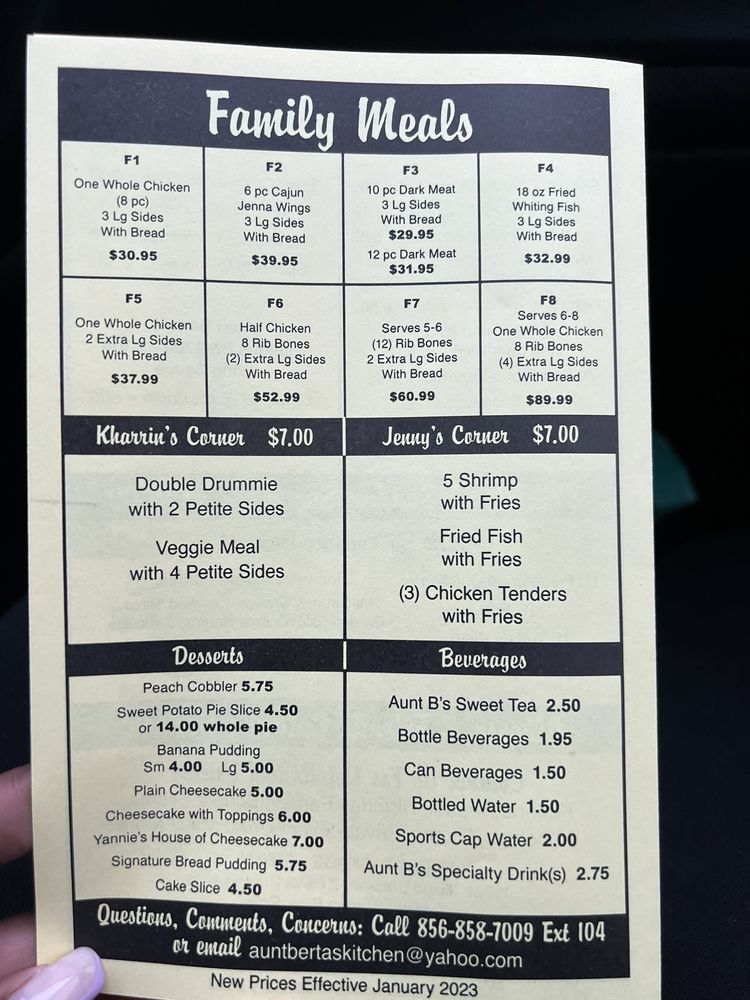 Family Meals
F1
One Whole Chicken
(8 pc)
3 Lg Sides
With Bread
$30.95
F2
6 pc Cajun
Jenna Wings
3 Lg Sides
With Bread
$39.95
F3
10 pc Dark Meat
3 Lg Sides
With Bread
$29.95
12 pc Dark Meat
$31.95
F4
18 oz Fried
Whiting Fish
3 Lg Sides
With Bread
$32.99
F5
One Whole Chicken
2 Extra Lg Sides
With Bread
$37.99
F6
Half Chicken
8 Rib Bones
(2) Extra Lg Sides
With Bread
$52.99
F7
Serves 5-6
(12) Rib Bones
2 Extra Lg Sides
With Bread
$60.99
F8
Serves 6-8
One Whole Chicken
8 Rib Bones
(4) Extra Lg Sides
With Bread
$89.99
Kharrin's Corner $7.00
Double Drummie
with 2 Petite Sides
Veggie Meal
with 4 Petite Sides
Jenny's Corner $7.00
5 Shrimp
with Fries
Fried Fish
with Fries
(3) Chicken Tenders
with Fries
Desserts
Peach Cobbler 5.75
Sweet Potato Pie Slice 4.50
or 14.00 whole pie
Banana Pudding
Sm 4.00 Lg 5.00
Plain Cheesecake 5.00
Cheesecake with Toppings 6.00
Yannie's House of Cheesecake 7.00
Signature Bread Pudding 5.75
Cake Slice 4.50
Beverages
Aunt B's Sweet Tea 2.50
Bottle Beverages 1.95
Can Beverages 1.50
Bottled Water 1.50
Sports Cap Water 2.00
Aunt B's Specialty Drink(s) 2.75
Questions, Comments, Concerns: Call 856-858-7009 Ext 104
or email auntbertaskitchen@yahoo.com
New Prices Effective January 2023